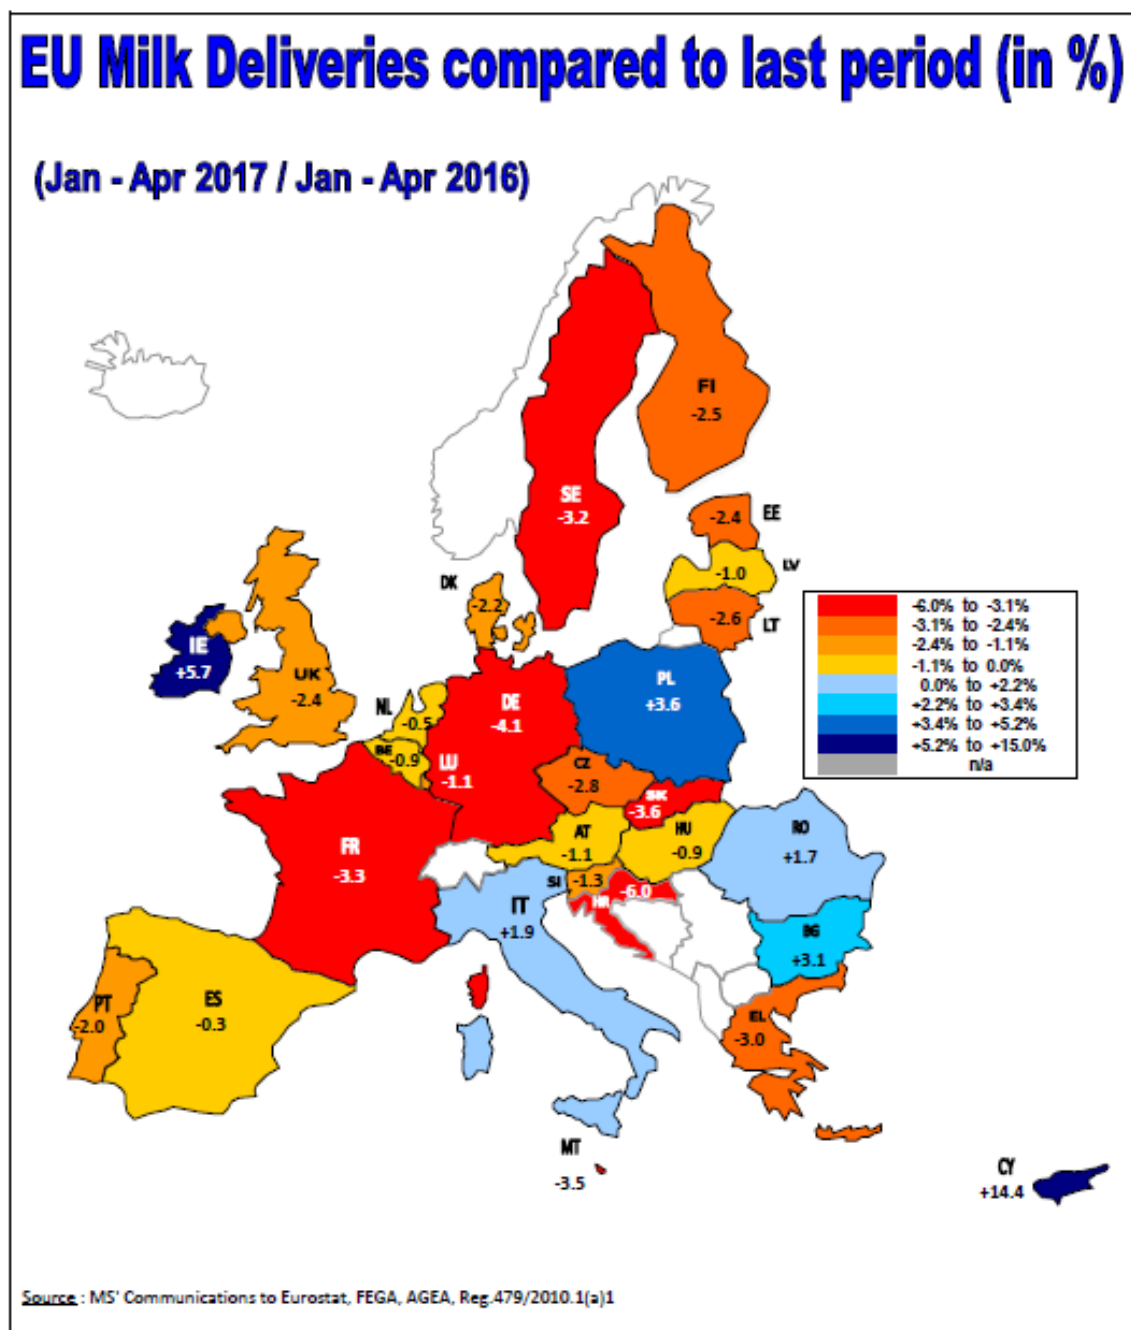 EU Milk Deliveries compared to last period (in %)
(Jan - Apr 2017 / Jan - Apr 2016)
FI
-2.5
SE
-3.2
-2.4 EE
LV
-1.0
DK
-2.2
-2.6 LT
IE
+5.7
UK
-2.4
PL
+3.6
NL
-0.5
DE
-4.1
BE
-0.9
LU
-1.1
CZ
-2.8
SK
-3.6
FR
-3.3
AT
-1.1
HU
-0.9
RO
+1.7
SI
-1.3
HR
-6.0
IT
+1.9
BG
+3.1
PT
-2.0
ES
-0.3
EL
-3.0
MT
-3.5
CY
+14.4
-6.0% to -3.1%
-3.1% to -2.4%
-2.4% to -1.1%
-1.1% to 0.0%
0.0% to +2.2%
+2.2% to +3.4%
+3.4% to +5.2%
+5.2% to +15.0%
n/a
Source : MS' Communications to Eurostat, FEGA, AGEA, Reg.479/2010.1(a)1